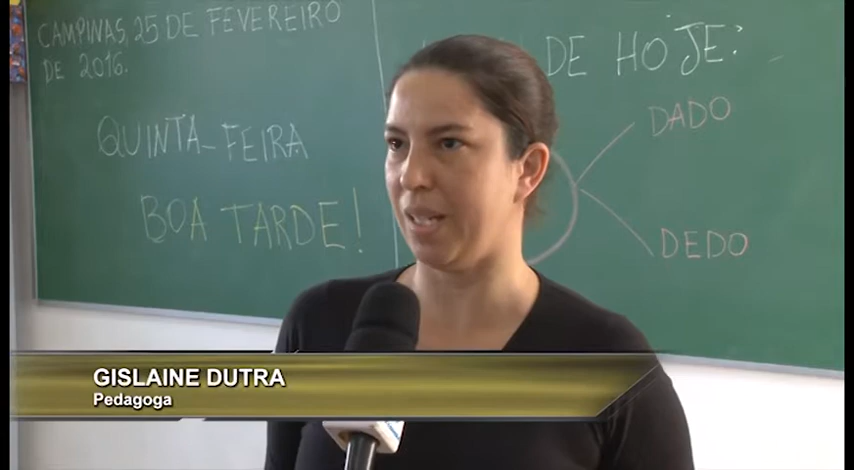 CAMPINAS, 25 DE FEVEREIRO
DE 2016.
QUINTA-FEIRA
BOA TARDE!
DE HOJE:
DADO
DEDO
GISLAINE DUTRA
Pedagoga